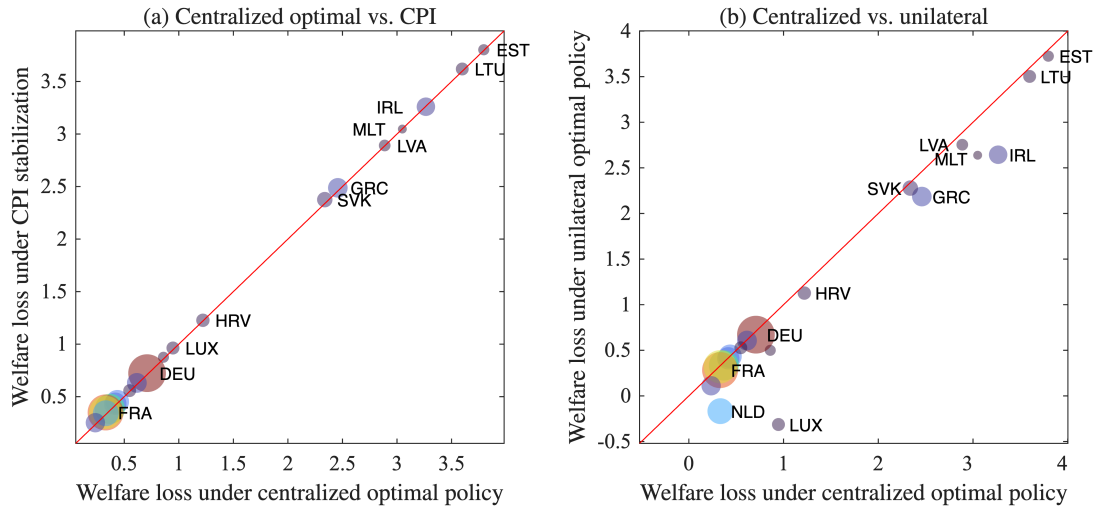 (a) Centralized optimal vs. CPI
Welfare loss under CPI stabilization
3.5
3
2.5
2
1.5
1
0.5
EST
LTU
IRL
MLT
LVA
GRC
SVK
HRV
LUX
DEU
FRA
0.5 1 1.5 2 2.5 3 3.5
Welfare loss under centralized optimal policy
(b) Centralized vs. unilateral
Welfare loss under unilateral optimal policy
4
3.5
3
2.5
2
1.5
1
0.5
0
-0.5
EST
LTU
LVA
MLT
IRL
SVK
GRC
HRV
DEU
FRA
NLD
LUX
0 1 2 3 4
Welfare loss under centralized optimal policy